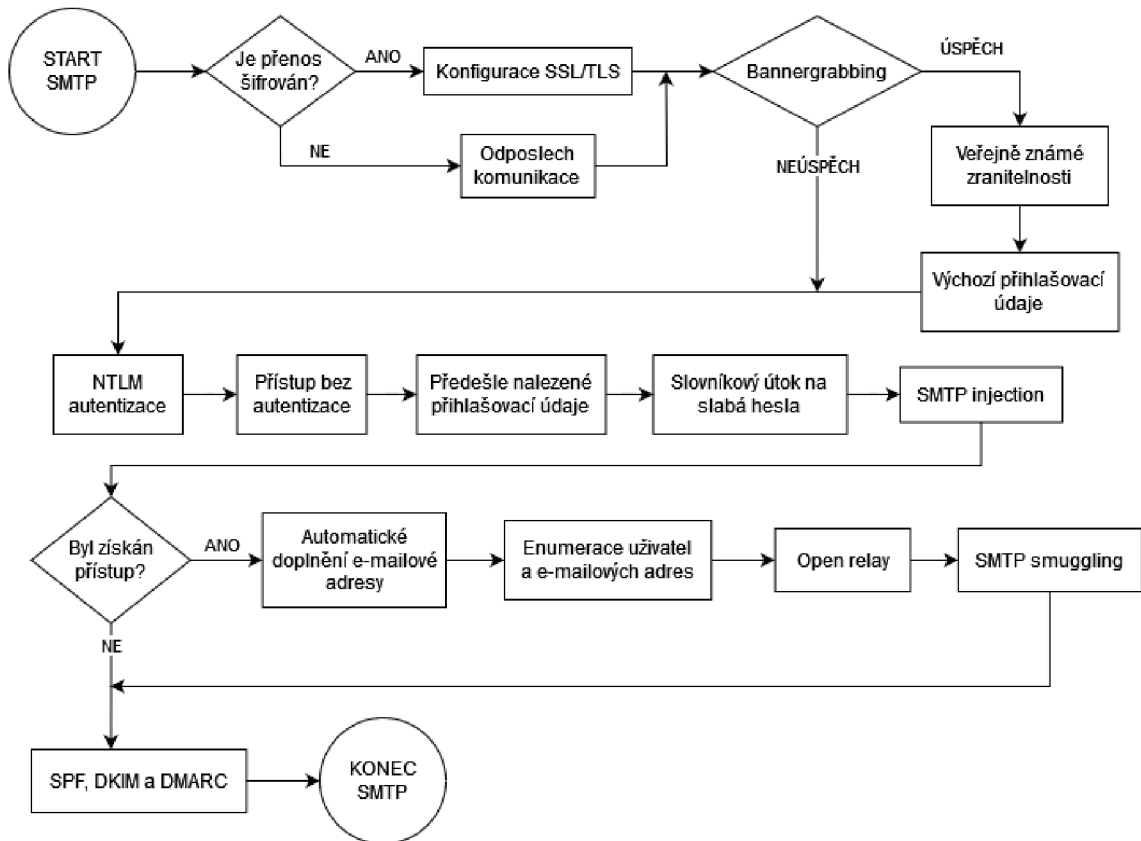 START
SMTP
Je přenos
šifrován?
ANO
Konfigurace SSL/TLS
Bannergrabbing
ÚSPĚCH
NE
Odposlech
komunikace
NEÚSPĚCH
Veřejně známé
zranitelnosti
Výchozí přihlašovací
údaje
NTLM
autentizace
Přístup bez
autentizace
Předešle nalezené
přihlašovací údaje
Slovníkový útok na
slabá hesla
SMTP injection
Byl získán
přístup?
ANO
Automatické
doplnění e-mailové
adresy
Enumerace uživatel
a e-mailových adres
Open relay
SMTP smuggling
NE
SPF, DKIM a DMARC
KONEC
SMTP